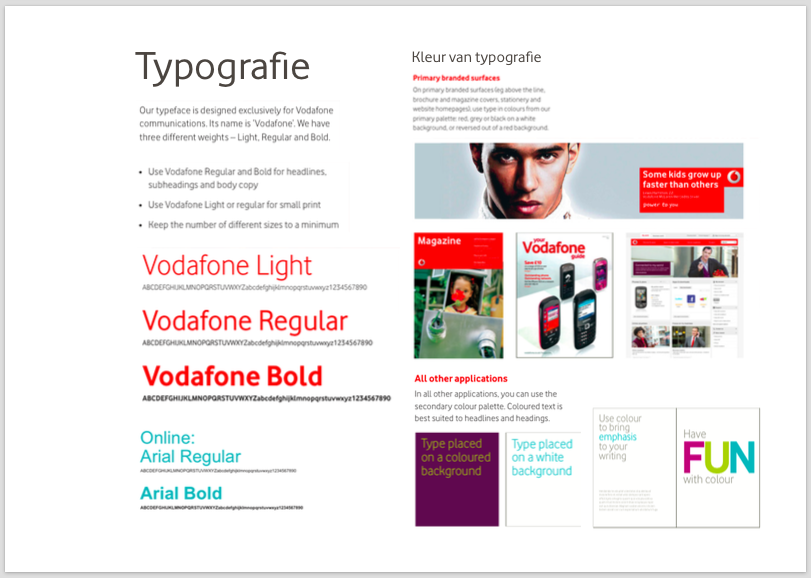 Typografie
Our typeface is designed exclusively for Vodafone
communications. Its name is 'Vodafone'. We have
three different weights – Light, Regular and Bold.
• Use Vodafone Regular and Bold for headlines,
subheadings and body copy
• Use Vodafone Light or regular for small print
• Keep the number of different sizes to a minimum
Vodafone Light
ABCDEFGHIJKLMNOPQRSTUVWXYZabcdefghijklmnopqrstuvwxyz1234567890
Vodafone Regular
ABCDEFGHIJKLMNOPQRSTUVWXYZabcdefghijklmnopqrstuvwxyz1234567890
Vodafone Bold
ABCDEFGHIJKLMNOPQRSTUVWXYZabcdefghijklmnopqrstuvwxyz1234567890
Online:
Arial Regular
ABCDEFGHIJKLMNOPQRSTUVWXYZabcdefghijklmnopqrstuvwxyz1234567890
Arial Bold
ABCDEFGHIJKLMNOPQRSTUVWXYZabcdefghijklmnopqrstuvwxyz1234567890
Kleur van typografie
Primary branded surfaces
On primary branded surfaces (eg above the line,
brochure and magazine covers, stationery and
website homepages), use type in colours from our
primary palette: red, grey or black on a white
background, or reversed out of a red background.
Some kids grow up
faster than others
power to you
Magazine
your
Vodafone
guide
Save £10
All other applications
In all other applications, you can use the
secondary colour palette. Coloured text is
best suited to headlines and headings.
Type placed
on a coloured
background
Type placed
on a white
background
Use colour
to bring
emphasis
to your
writing
Have
FUN
with colour